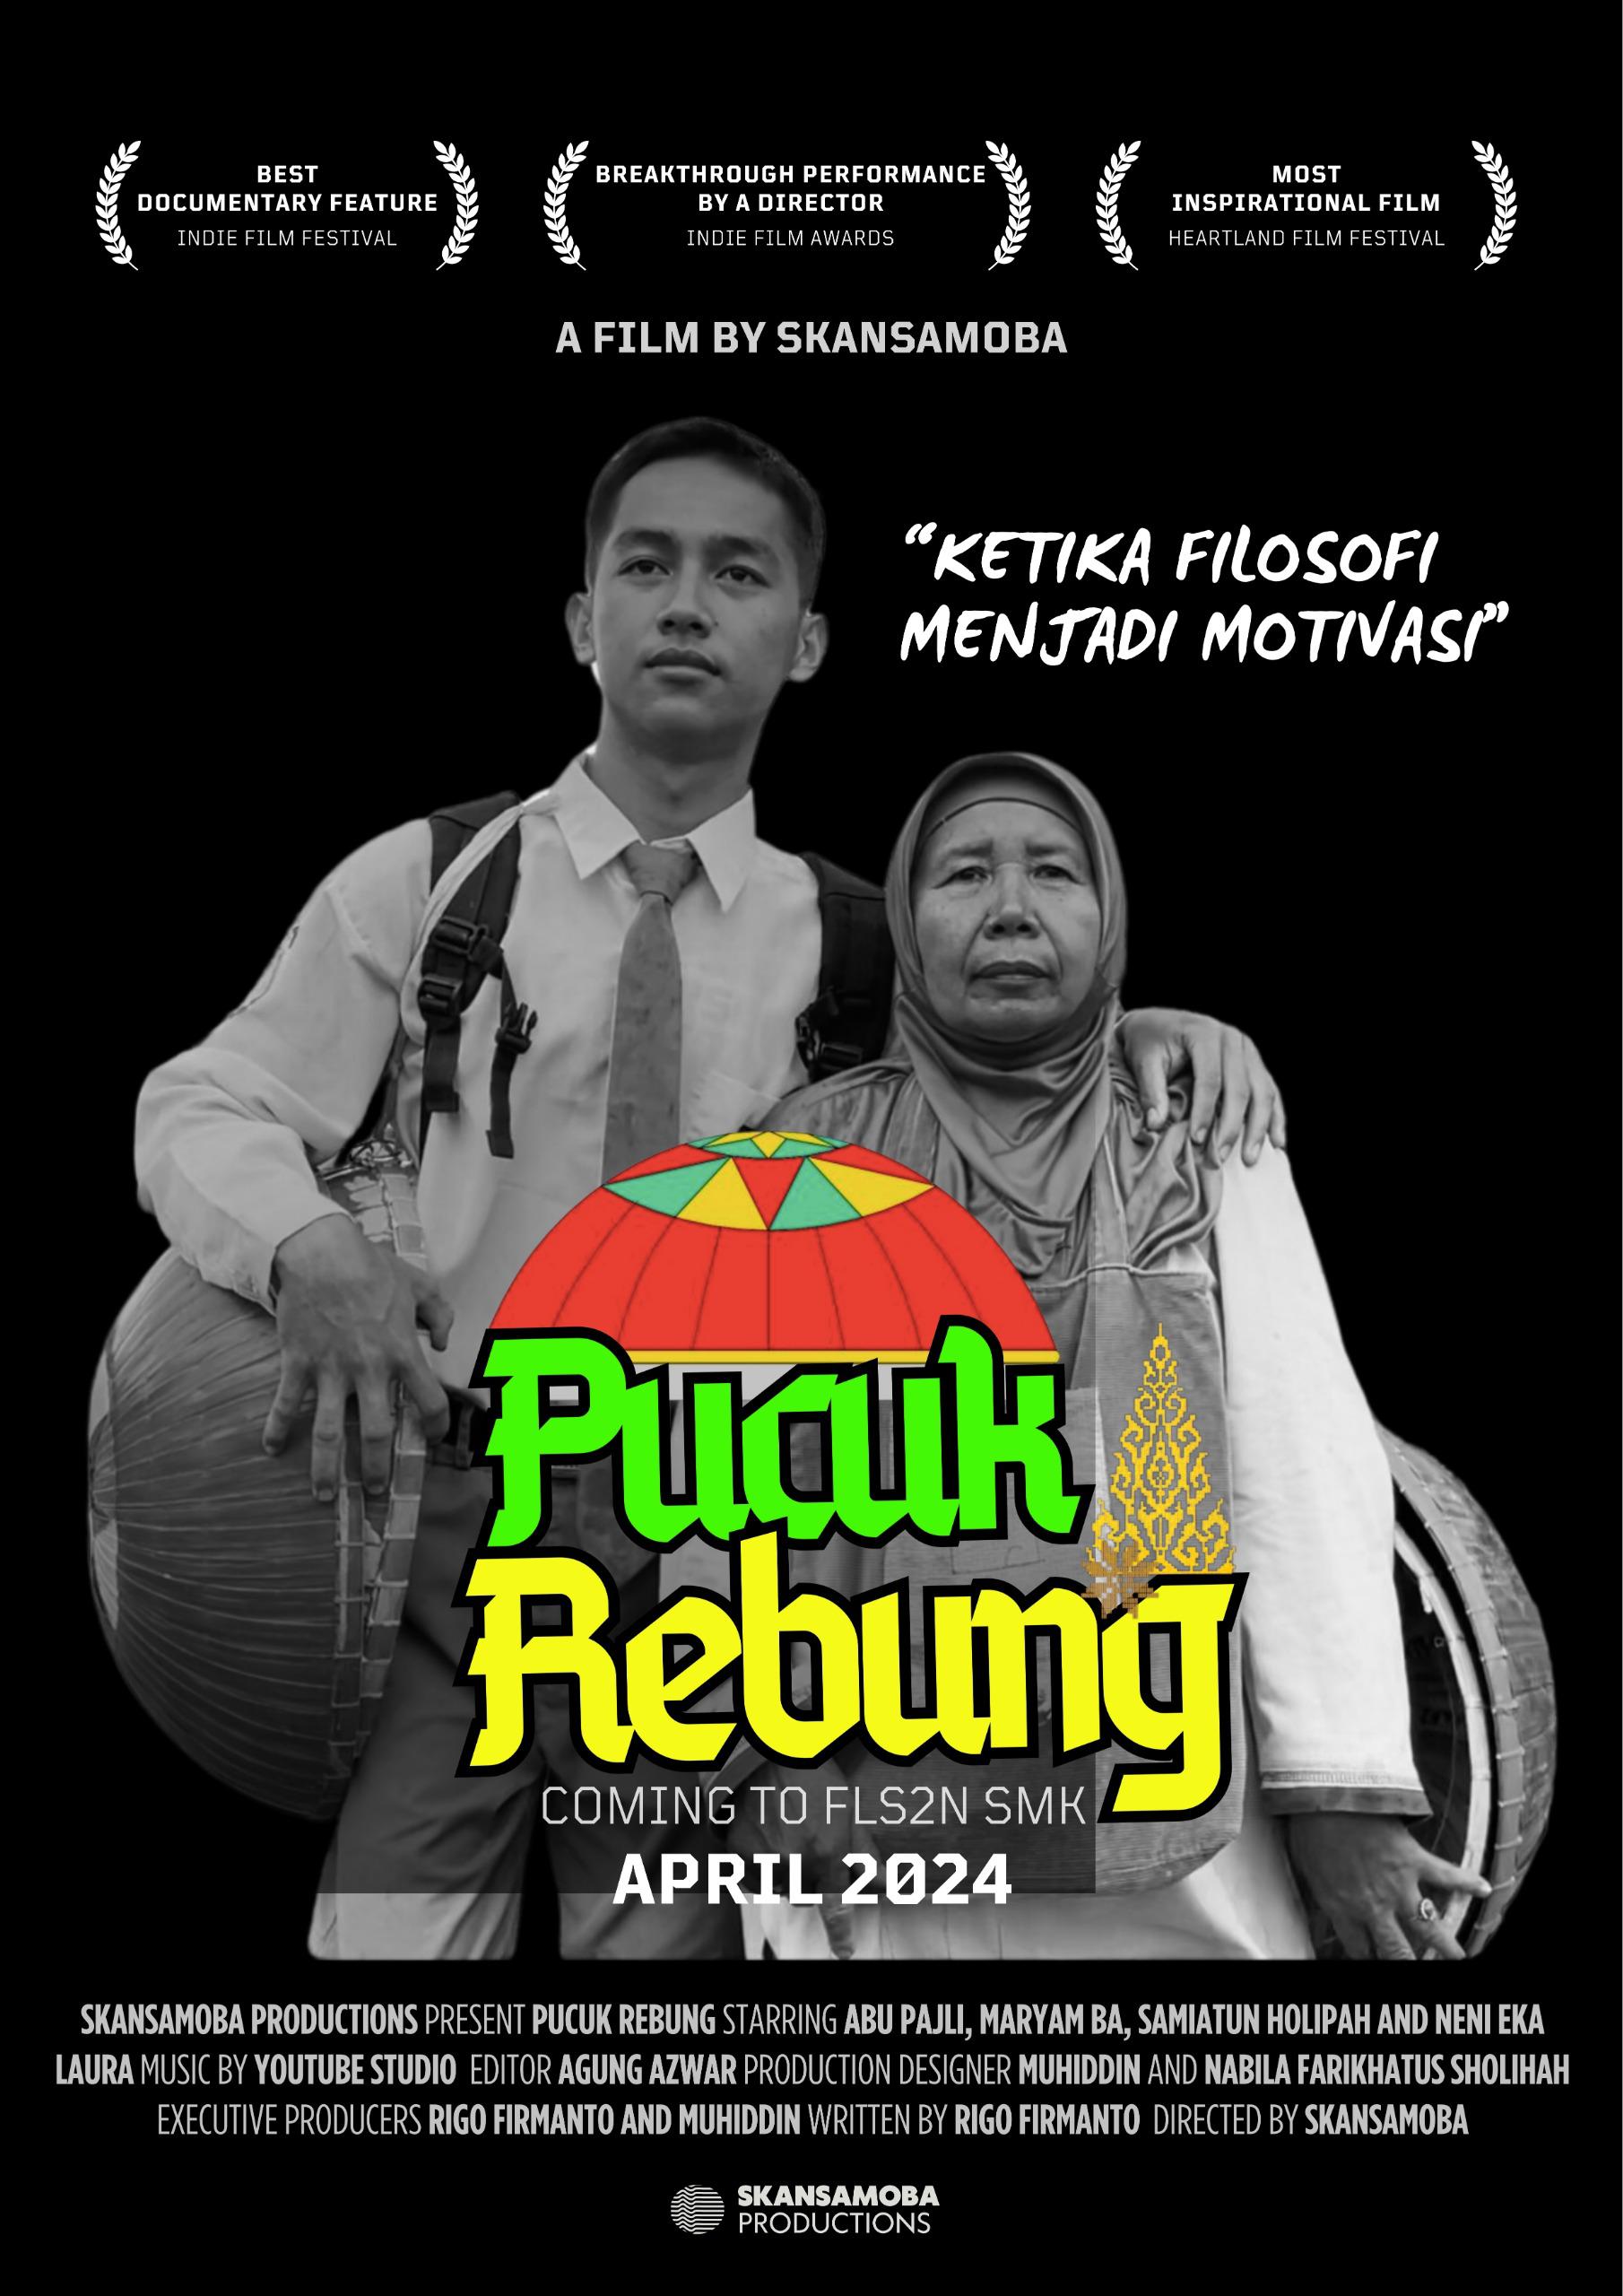 BEST
DOCUMENTARY FEATURE
INDIE FILM FESTIVAL
BREAKTHROUGH PERFORMANCE
BY A DIRECTOR
INDIE FILM AWARDS
MOST
INSPIRATIONAL FILM
HEARTLAND FILM FESTIVAL
A FILM BY SKANSAMOBA
“KETIKA FILOSOFI
MENJADI MOTIVASI”
Pucuk
Rebung
COMING TO FLS2N SMK
APRIL 2024
SKANSAMOBA PRODUCTIONS PRESENT PUCUK REBUNG STARRING ABU PAJLI, MARYAM BA, SAMIATUN HOLIPAH AND NENI EKA
LAURA MUSIC BY YOUTUBE STUDIO EDITOR AGUNG AZWAR PRODUCTION DESIGNER MUHIDDIN AND NABILA FARIKHATUS SHOLIHAH
EXECUTIVE PRODUCERS RIGO FIRMANTO AND MUHIDDIN WRITTEN BY RIGO FIRMANTO DIRECTED BY SKANSAMOBA
SKANSAMOBA
PRODUCTIONS